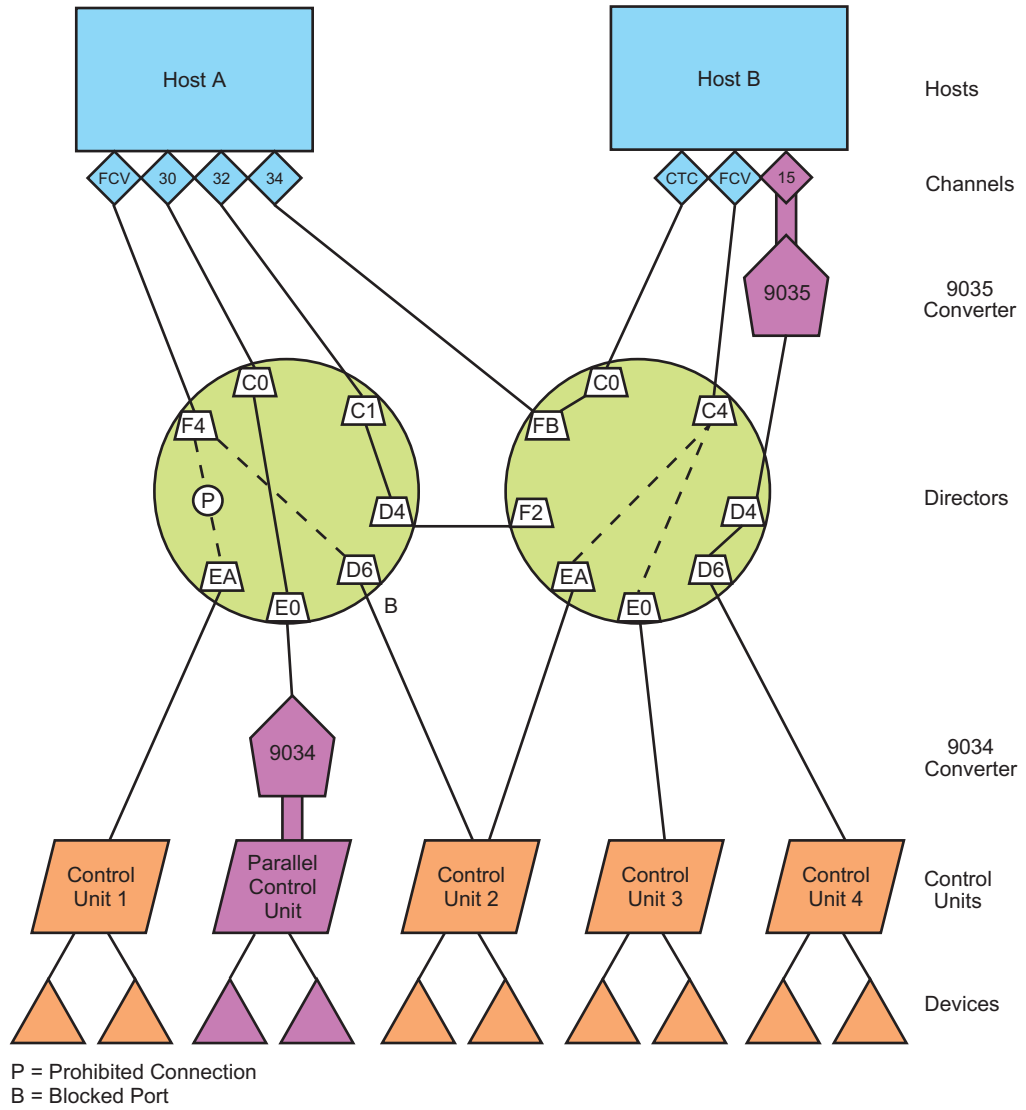 Host A
Host B
Hosts
FCV
30
32
34
CTC
FCV
15
Channels
9035
9035
Converter
C0
C0
F4
C1
FB
C4
P
D4
F2
D4
Directors
EA
D6
EA
D6
E0
B
E0
9034
9034
Converter
Control
Unit 1
Parallel
Control
Unit
Control
Unit 2
Control
Unit 3
Control
Unit 4
Control
Units
Devices
P = Prohibited Connection
B = Blocked Port